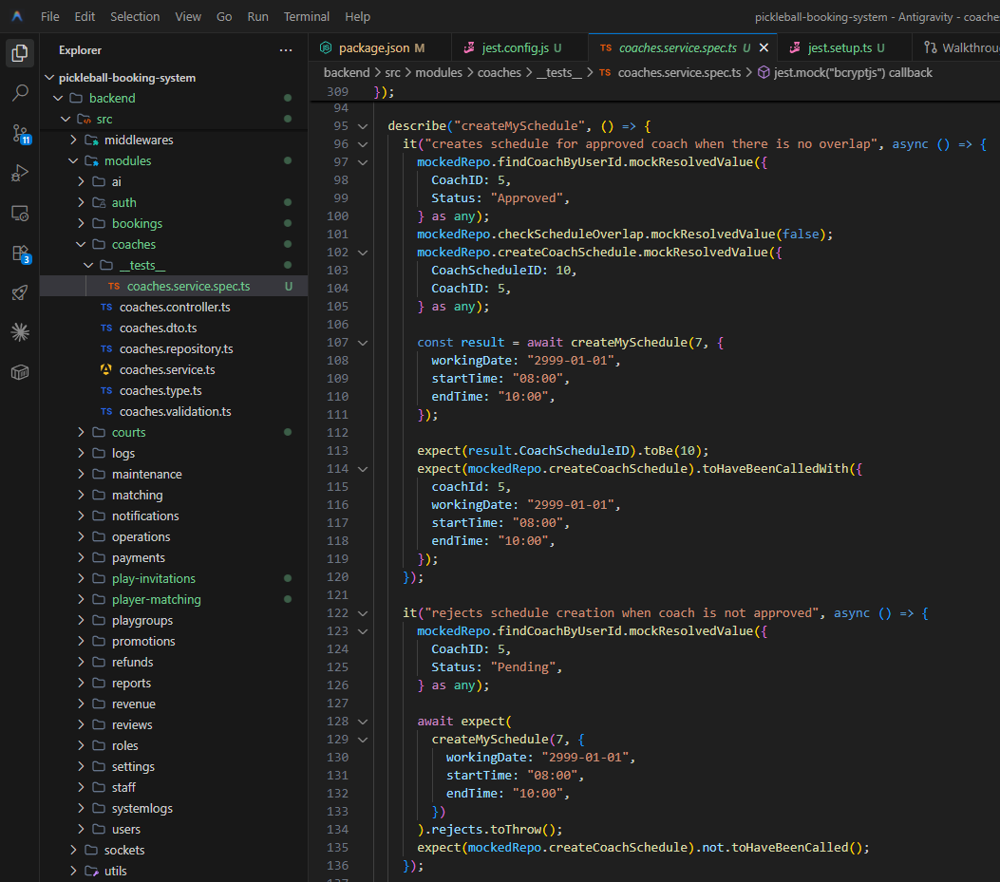 File Edit Selection View Go Run Terminal Help
pickleball-booking-system - Antigravity - coaches
Explorer ...
package.json M
jest.config.js U
TS coaches.service.spec.ts U
jest.setup.ts U
Walkthrou
backend > src > modules > coaches > __tests__ > TS coaches.service.spec.ts > jest.mock("bcryptjs") callback
pickleball-booking-system
backend
src
middlewares
modules
ai
auth
bookings
coaches
__tests__
TS coaches.service.spec.ts U
TS coaches.controller.ts
TS coaches.dto.ts
TS coaches.repository.ts
coaches.service.ts
TS coaches.type.ts
TS coaches.validation.ts
courts
logs
maintenance
matching
notifications
operations
payments
play-invitations
player-matching
playgroups
promotions
refunds
reports
revenue
reviews
roles
settings
staff
systemlogs
users
sockets
utils
11
3
309 });
94
95 describe("createMySchedule", () => {
96 it("creates schedule for approved coach when there is no overlap", async () => {
97 mockedRepo.findCoachByUserId.mockResolvedValue({
98 CoachID: 5,
99 Status: "Approved",
100 } as any);
101 mockedRepo.checkScheduleOverlap.mockResolvedValue(false);
102 mockedRepo.createCoachSchedule.mockResolvedValue({
103 CoachScheduleID: 10,
104 CoachID: 5,
105 } as any);
106
107 const result = await createMySchedule(7, {
108 workingDate: "2999-01-01",
109 startTime: "08:00",
110 endTime: "10:00",
111 });
112
113 expect(result.CoachScheduleID).toBe(10);
114 expect(mockedRepo.createCoachSchedule).toHaveBeenCalledWith({
115 coachId: 5,
116 workingDate: "2999-01-01",
117 startTime: "08:00",
118 endTime: "10:00",
119 });
120 });
121
122 it("rejects schedule creation when coach is not approved", async () => {
123 mockedRepo.findCoachByUserId.mockResolvedValue({
124 CoachID: 5,
125 Status: "Pending",
126 } as any);
127
128 await expect(
129 createMySchedule(7, {
130 workingDate: "2999-01-01",
131 startTime: "08:00",
132 endTime: "10:00",
133 })
134 ).rejects.toThrow();
135 expect(mockedRepo.createCoachSchedule).not.toHaveBeenCalled();
136 });
137